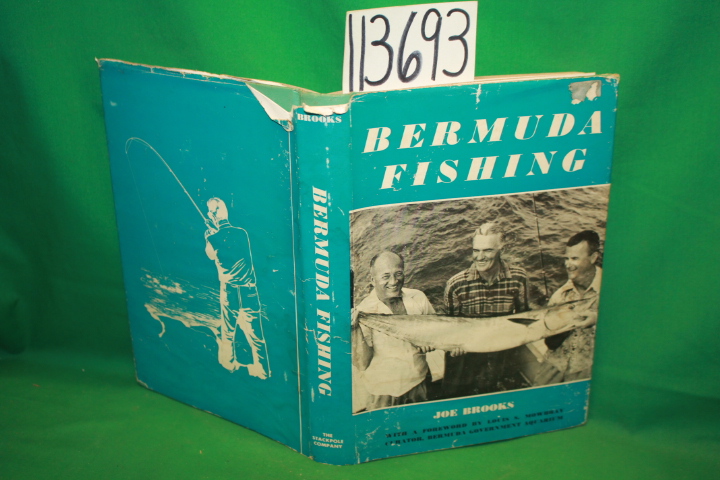 113693
BERMUDA
FISHING
JOE BROOKS
WITH A FOREWORD BY LOUIS S. MOWBRAY
CURATOR, BERMUDA GOVERNMENT AQUARIUM
BROOKS
BERMUDA FISHING
THE
STACKPOLE
COMPANY